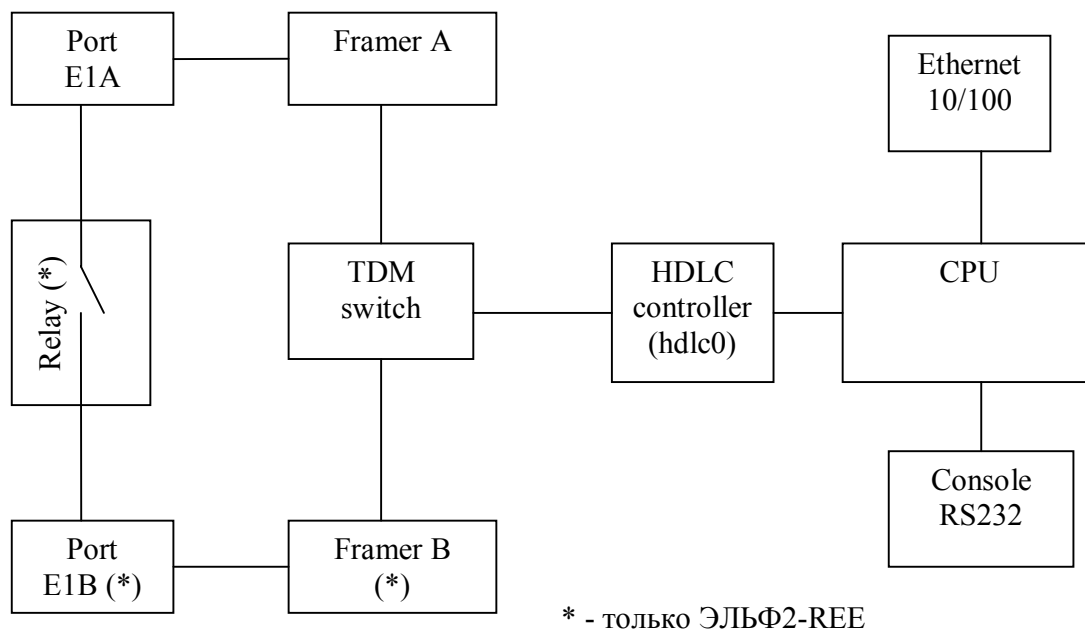 Port
E1A
Framer A
Ethernet
10/100
Relay (*)
TDM
switch
HDLC
controller
(hdlc0)
CPU
Console
RS232
Port
E1B (*)
Framer B
(*)
* - только ЭЛЬФ2-REE